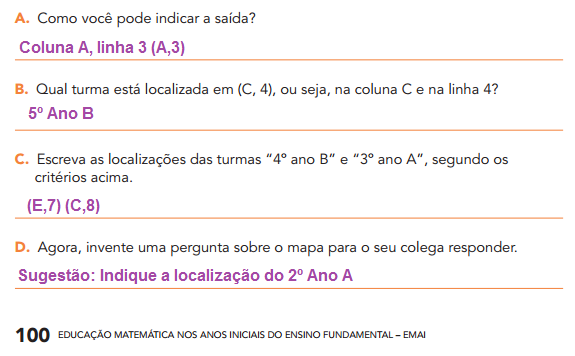 A. Como você pode indicar a saída?
Coluna A, linha 3 (A,3)
B. Qual turma está localizada em (C, 4), ou seja, na coluna C e na linha 4?
5º Ano B
C. Escreva as localizações das turmas “4º ano B” e “3º ano A”, segundo os
critérios acima.
(E,7) (C,8)
D. Agora, invente uma pergunta sobre o mapa para o seu colega responder.
Sugestão: Indique a localização do 2º Ano A
100 EDUCAÇÃO MATEMÁTICA NOS ANOS INICIAIS DO ENSINO FUNDAMENTAL – EMAI